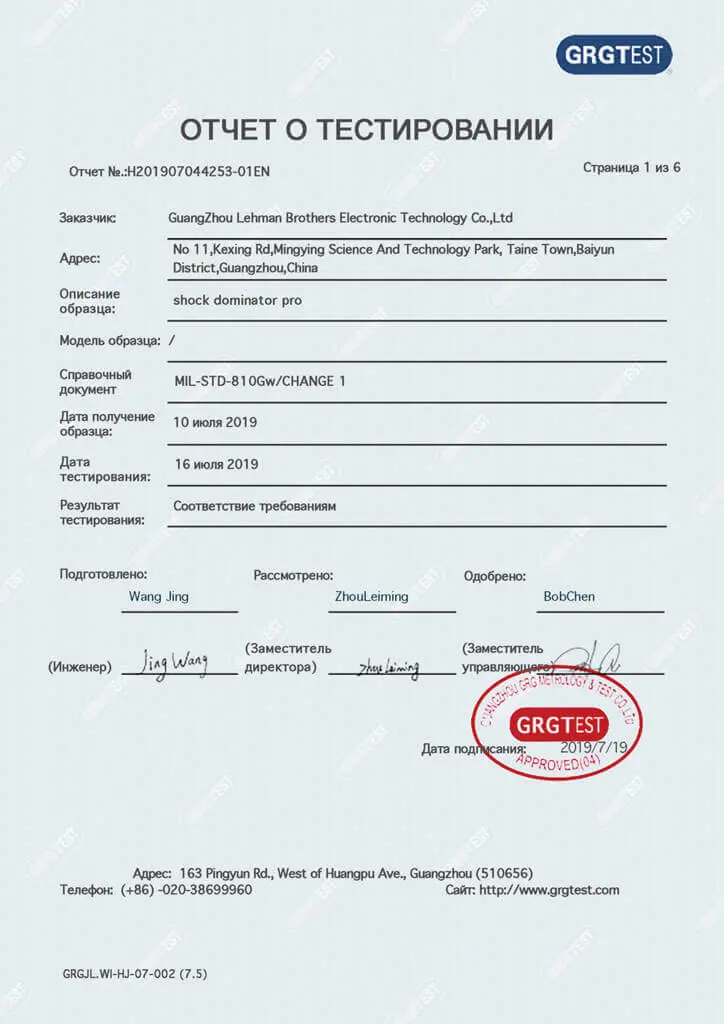 GRGTEST
ОТЧЕТ О ТЕСТИРОВАНИИ
Отчет №.:H201907044253-01EN
Страница 1 из 6
Заказчик: GuangZhou Lehman Brothers Electronic Technology Co.,Ltd
Адрес: No 11,Kexing Rd,Mingying Science And Technology Park, Taine Town,Baiyun
District,Guangzhou,China
Описание
образца: shock dominator pro
Модель образца: /
Справочный
документ MIL-STD-810Gw/CHANGE 1
Дата получение
образца: 10 июля 2019
Дата
тестирования: 16 июля 2019
Результат
тестирования: Соответствие требованиям
Подготовлено: Рассмотрено: Одобрено:
Wang Jing ZhouLeiming BobChen
(Инженер) Jing Wang
(Заместитель
директора) Zhou Leiming
(Заместитель
управляющего)
GUANGZHOU GRG METROLOGY & TEST CO LTD
GRGTEST
APPROVED(04)
Дата подписания: 2019/7/19
Адрес: 163 Pingyun Rd., West of Huangpu Ave., Guangzhou (510656)
Телефон: (+86) -020-38699960 Сайт: http://www.grgtest.com
GRGJL.WI-HJ-07-002 (7.5)